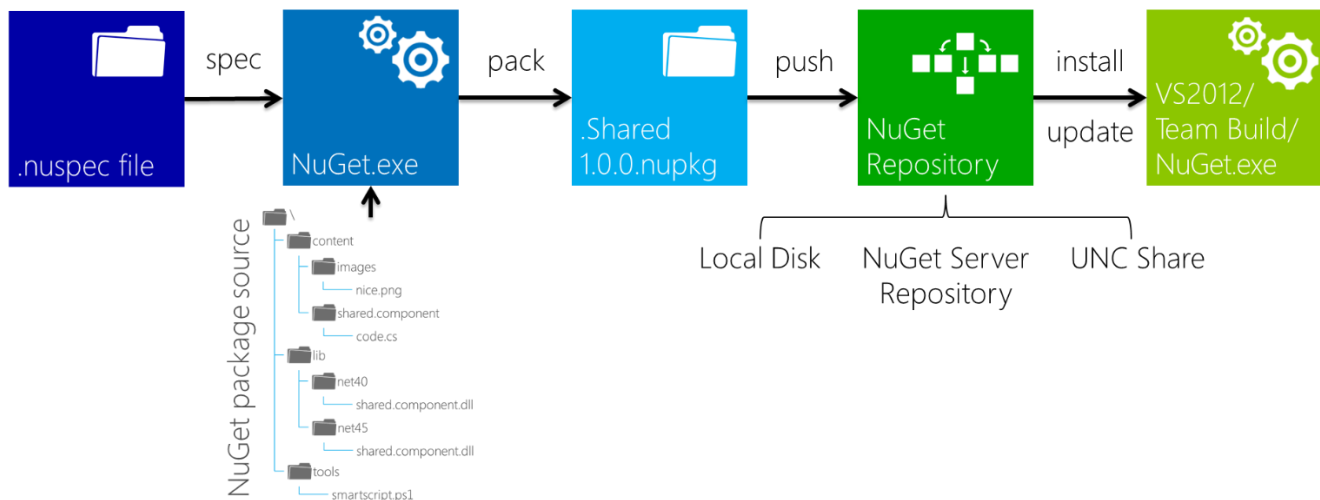 spec
pack
push
install
update
.nuspec file
NuGet.exe
.Shared
1.0.0.nupkg
NuGet
Repository
VS2012/
Team Build/
NuGet.exe
NuGet package source
\
content
images
nice.png
shared.component
code.cs
lib
net40
shared.component.dll
net45
shared.component.dll
tools
smartscript.ps1
Local Disk
NuGet Server
Repository
UNC Share